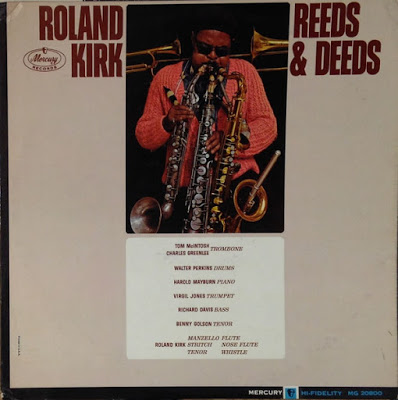 ROLAND
KIRK
REEDS
& DEEDS
Mercury
RECORDS
TOM McINTOSH
CHARLES GREENLEE TROMBONE
WALTER PERKINS DRUMS
HAROLD MAYBURN PIANO
VIRGIL JONES TRUMPET
RICHARD DAVIS BASS
BENNY GOLSON TENOR
ROLAND KIRK
MANZELLO FLUTE
STRITCH NOSE FLUTE
TENOR WHISTLE
MERCURY
HI-FIDELITY MG 20800